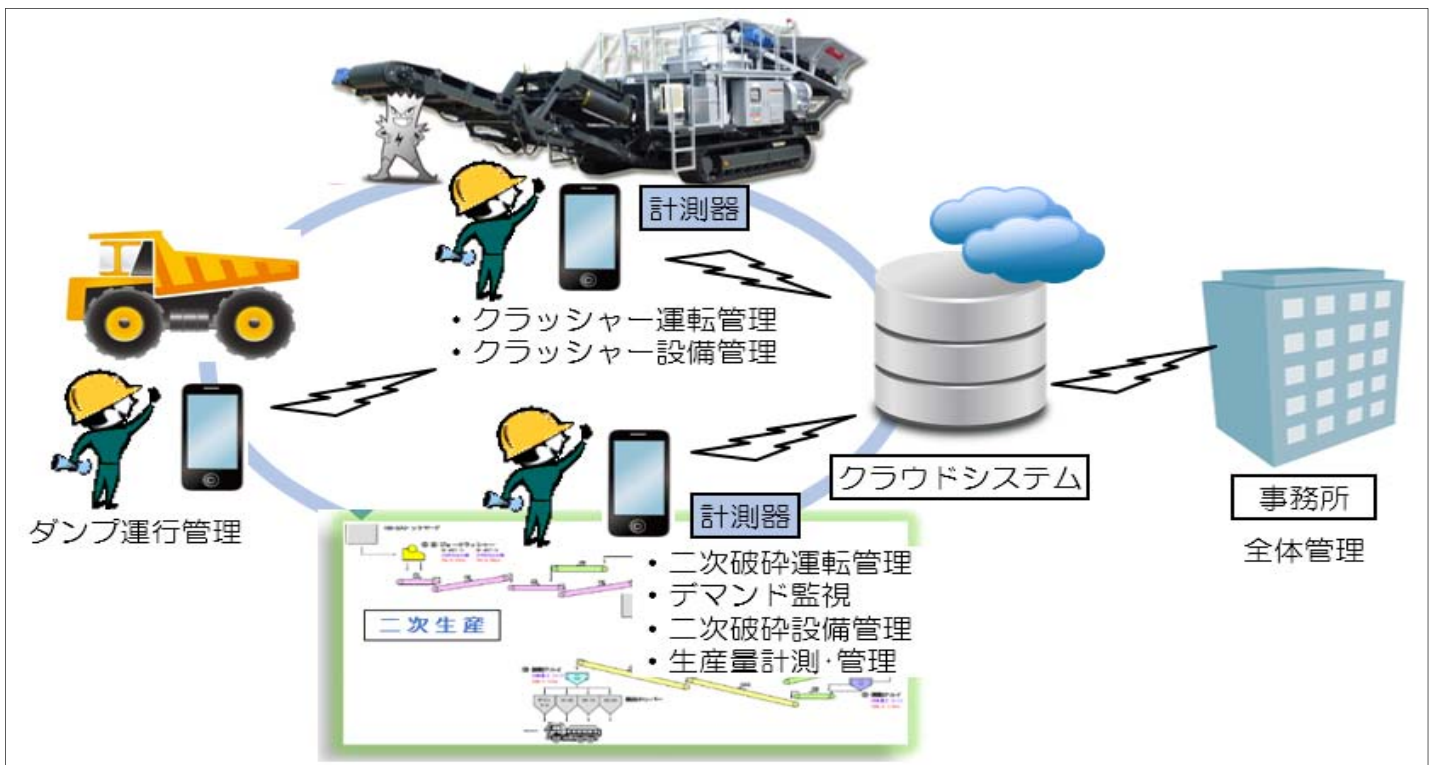 計測器
・クラッシャー運転管理
・クラッシャー設備管理
ダンプ運行管理
クラウドシステム
事務所
全体管理
計測器
・二次破砕運転管理
・デマンド監視
・二次破砕設備管理
・生産量計測・管理
二次生産